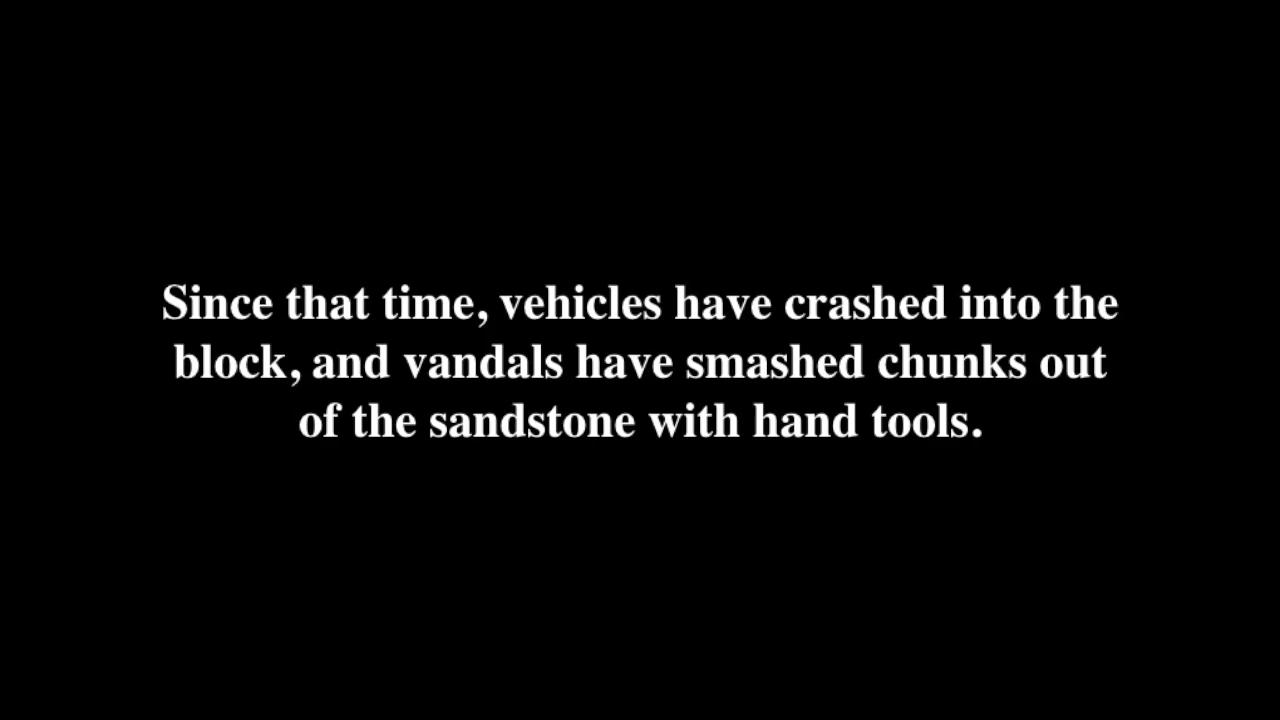 Since that time, vehicles have crashed into the
block, and vandals have smashed chunks out
of the sandstone with hand tools.